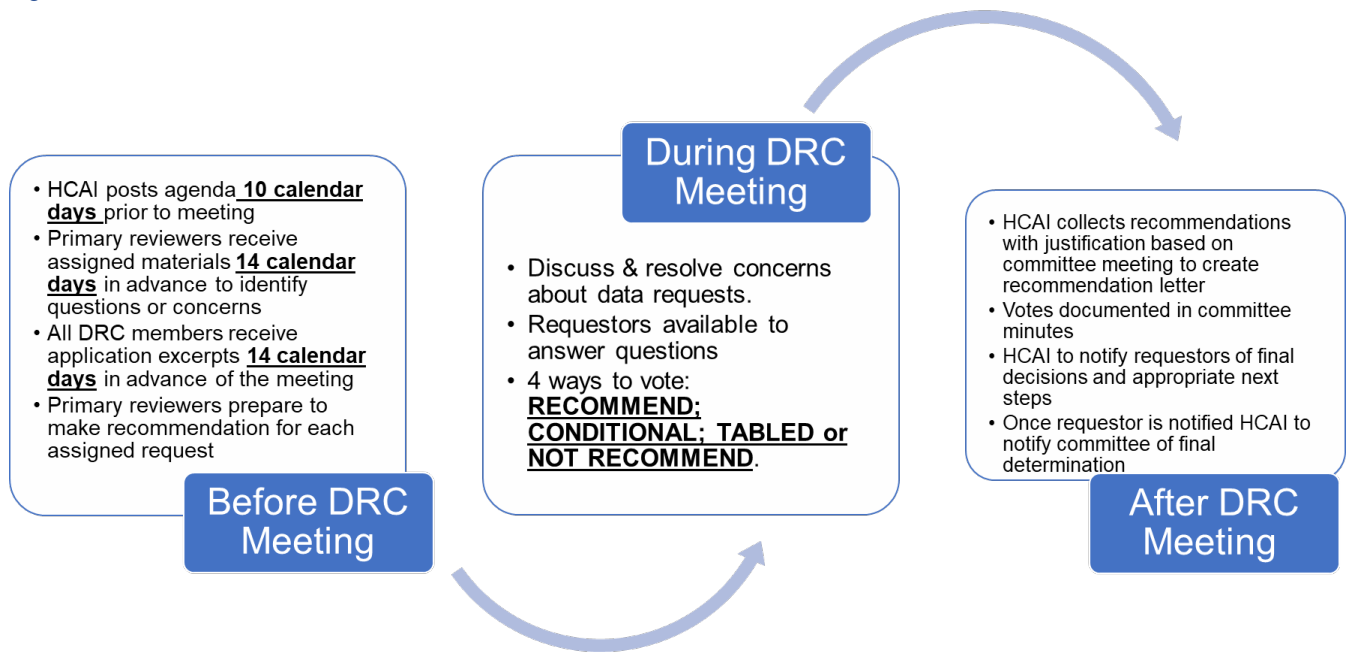 • HCAI posts agenda 10 calendar
days prior to meeting
• Primary reviewers receive
assigned materials 14 calendar
days in advance to identify
questions or concerns
• All DRC members receive
application excerpts 14 calendar
days in advance of the meeting
• Primary reviewers prepare to
make recommendation for each
assigned request
Before DRC
Meeting
During DRC
Meeting
• Discuss & resolve concerns
about data requests.
• Requestors available to
answer questions
• 4 ways to vote:
RECOMMEND;
CONDITIONAL; TABLED or
NOT RECOMMEND.
• HCAI collects recommendations
with justification based on
committee meeting to create
recommendation letter
• Votes documented in committee
minutes
• HCAI to notify requestors of final
decisions and appropriate next
steps
• Once requestor is notified HCAI to
notify committee of final
determination
After DRC
Meeting